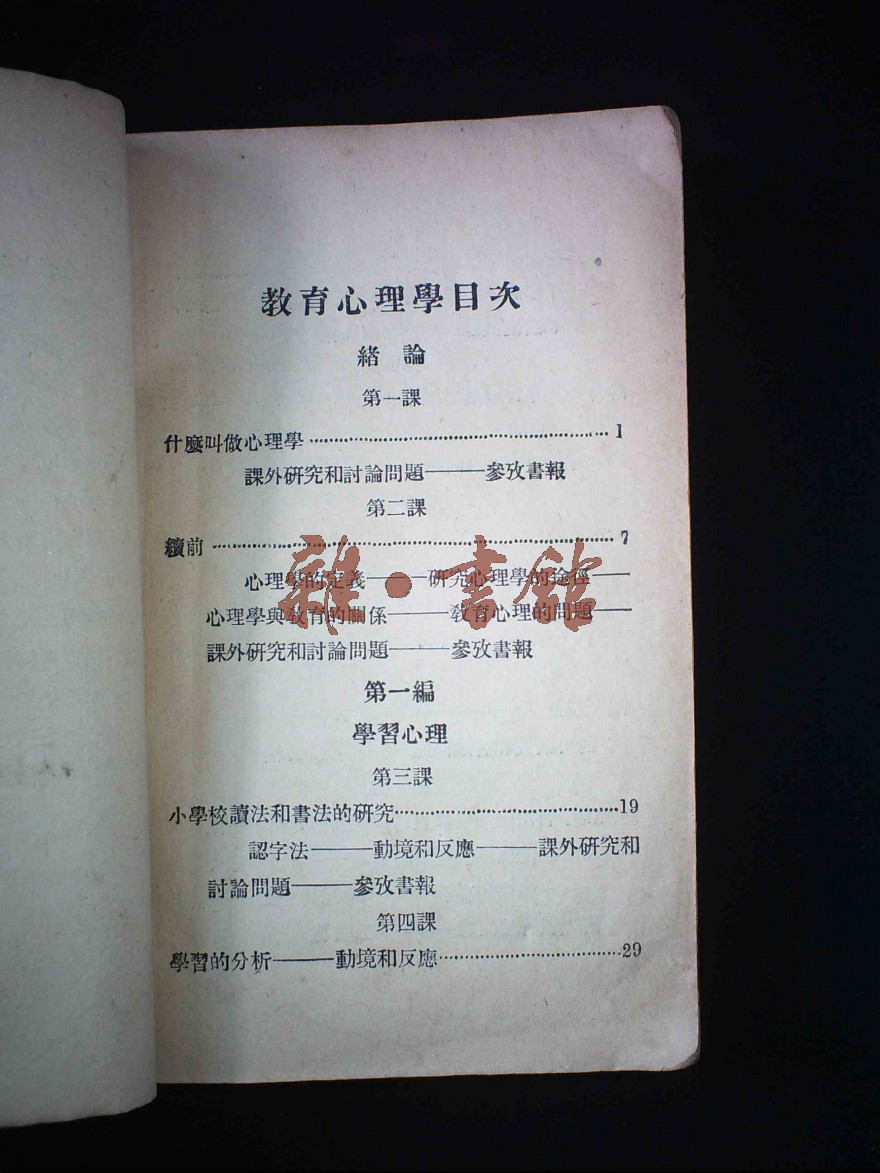 教育心理學目次
緒論
第一課
什麼叫做心理學 1
課外研究和討論問題——參攷書報
第二課
續前 7
雜·書館
心理學的定義——研究心理學的途徑——
心理學與教育的關係——教育心理的問題——
課外研究和討論問題——參攷書報
第一編
學習心理
第三課
小學校讀法和書法的研究 19
認字法——動境和反應——課外研究和
討論問題——參攷書報
第四課
學習的分析——動境和反應 29